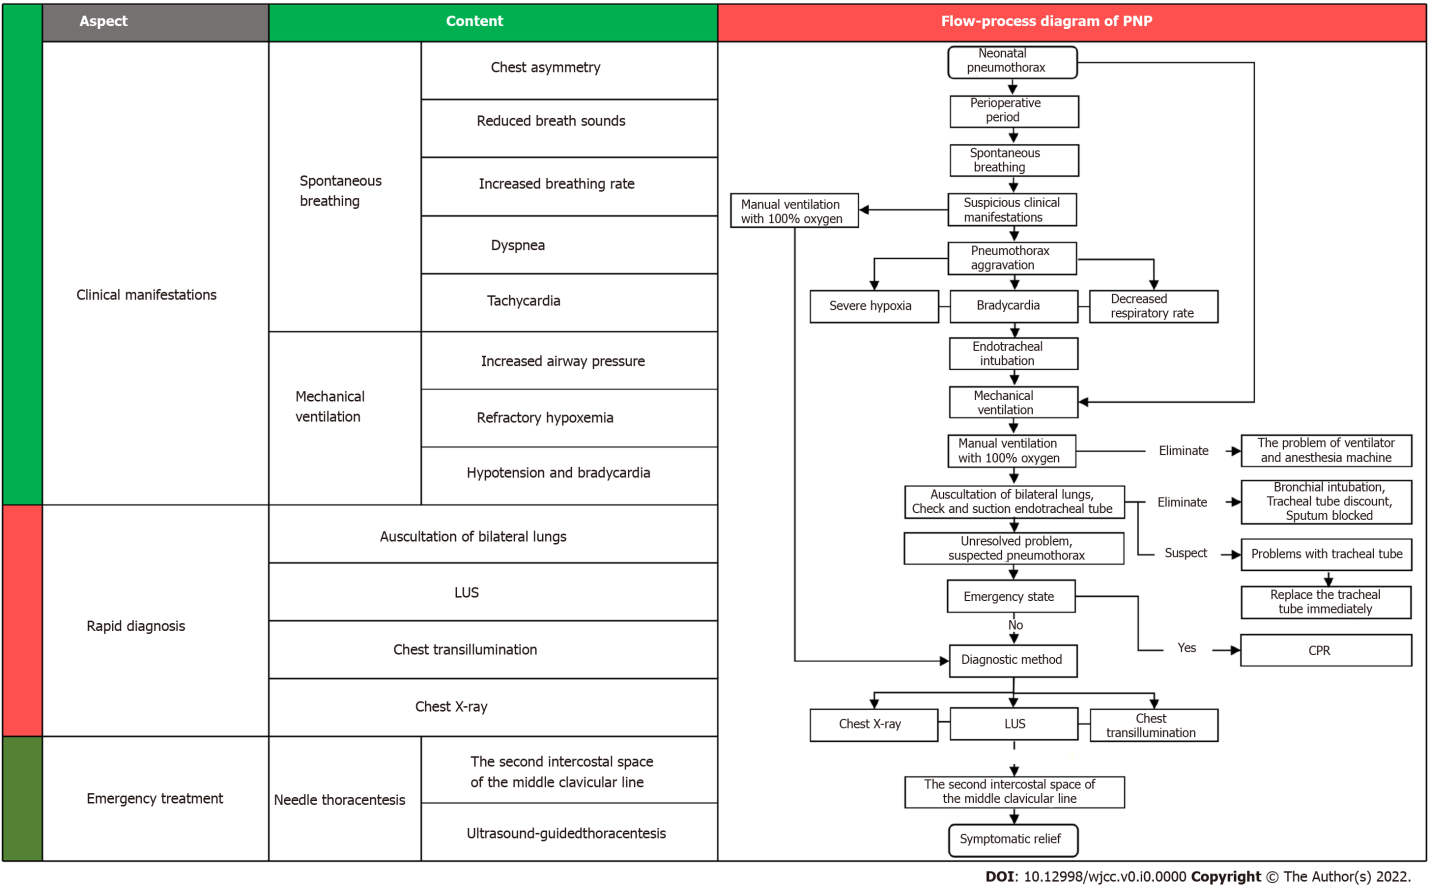 Aspect
Content
Flow-process diagram of PNP
Clinical manifestations
Spontaneous
breathing
Chest asymmetry
Reduced breath sounds
Increased breathing rate
Dyspnea
Tachycardia
Mechanical
ventilation
Increased airway pressure
Refractory hypoxemia
Hypotension and bradycardia
Rapid diagnosis
Auscultation of bilateral lungs
LUS
Chest transillumination
Chest X-ray
Emergency treatment
Needle thoracentesis
The second intercostal space
of the middle clavicular line
Ultrasound-guidedthoracentesis
Neonatal
pneumothorax
Perioperative
period
Spontaneous
breathing
Manual ventilation
with 100% oxygen
Suspicious clinical
manifestations
Pneumothorax
aggravation
Severe hypoxia
Bradycardia
Decreased
respiratory rate
Endotracheal
intubation
Mechanical
ventilation
Manual ventilation
with 100% oxygen
Eliminate
The problem of ventilator
and anesthesia machine
Auscultation of bilateral lungs,
Check and suction endotracheal tube
Eliminate
Bronchial intubation,
Tracheal tube discount,
Sputum blocked
Unresolved problem,
suspected pneumothorax
Suspect
Problems with tracheal tube
Emergency state
Replace the tracheal
tube immediately
No
Yes
CPR
Diagnostic method
Chest X-ray
LUS
Chest
transillumination
The second intercostal space of
the middle clavicular line
Symptomatic relief
DOI: 10.12998/wjcc.v0.i0.0000 Copyright © The Author(s) 2022.